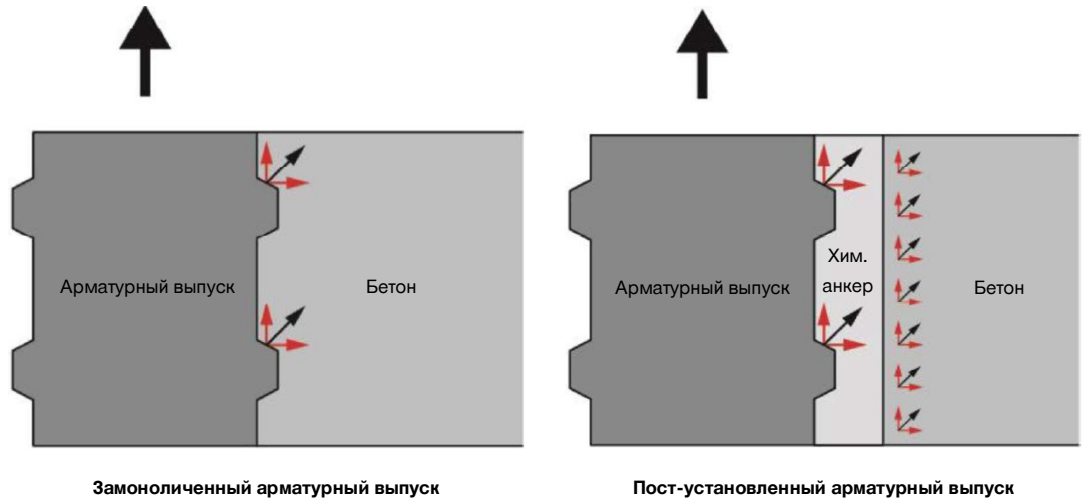 Арматурный выпуск
Бетон
Арматурный выпуск
Хим.
анкер
Бетон
Замоноличенный арматурный выпуск
Пост-установленный арматурный выпуск